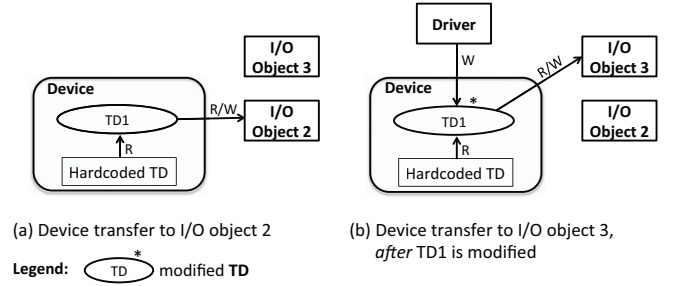 I/O
Object 3
Device
TD1
R/W
I/O
Object 2
R
Hardcoded TD
(a) Device transfer to I/O object 2
Driver
W
R/W
I/O
Object 3
Device
*
TD1
I/O
Object 2
R
Hardcoded TD
(b) Device transfer to I/O object 3,
after TD1 is modified
Legend: TD * modified TD